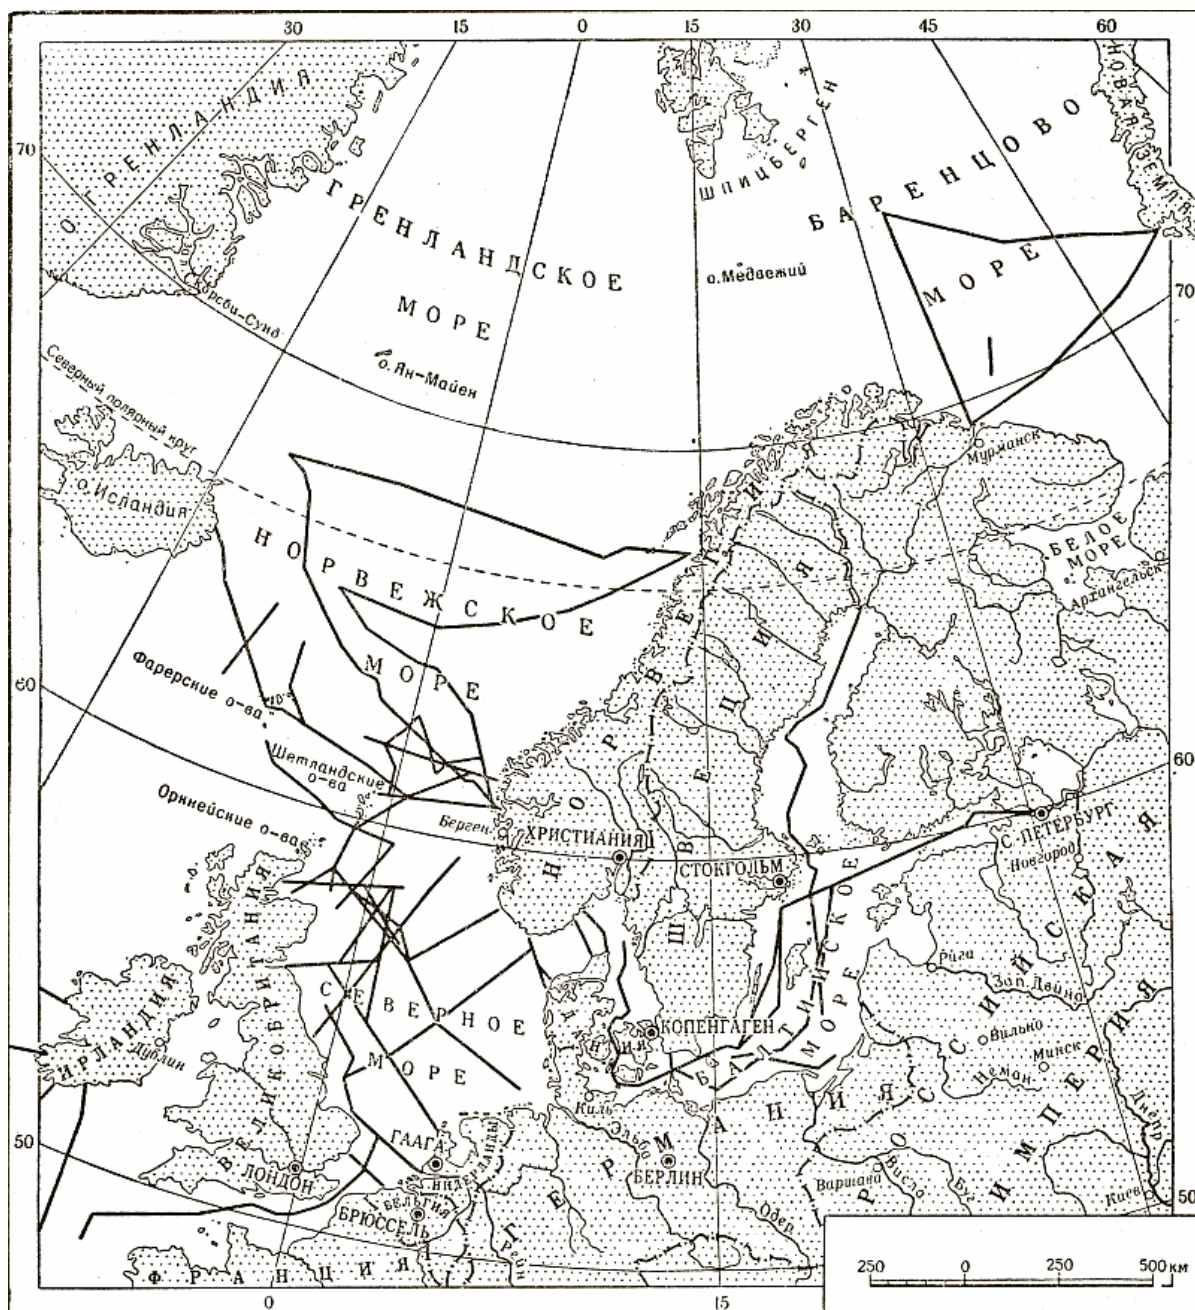 30 15 0 15 30 45 60
О ГРЕНЛАНДИЯ
ГРЕНЛАНДСКОЕ
МОРЕ
ШПИЦБЕРГЕН
БАРЕНЦОВО
МОРЕ
НОВАЯ
ЗЕМЛЯ
70
70
о.Медвежий
Скорсби-Сунд
о. Ян-Майен
Северный полярный круг
о.Исландия
Мурманск
НОРВЕЖСКОЕ
МОРЕ
БЕЛОЕ
МОРЕ
Архангельск
Фарерские о-ва
60
60
Шетландские
о-ва
Оркнейские о-ва
Берген
НОРВЕГИЯ
ШВЕЦИЯ
ХРИСТИАНИЯ
СТОКГОЛЬМ
С.ПЕТЕРБУРГ
Новгород
РОССИЙСКАЯ
ИМПЕРИЯ
Рига
Зап.Двина
Вильно
Минск
Неман
Днепр
БАЛТИЙСКОЕ
МОРЕ
СЕВЕРНОЕ
МОРЕ
ДАНИЯ
КОПЕНГАГЕН
ИРЛАНДИЯ
Дублин
ВЕЛИКОБРИТАНИЯ
ЛОНДОН
50
50
Киль
Эльба
ГЕРМАНИЯ
БЕРЛИН
ГААГА
НИДЕРЛАНДЫ
БЕЛЬГИЯ
БРЮССЕЛЬ
Рейн
Одер
Варшава
Висла
Буг
Киев
ФРАНЦИЯ
250 0 250 500 км
0 15